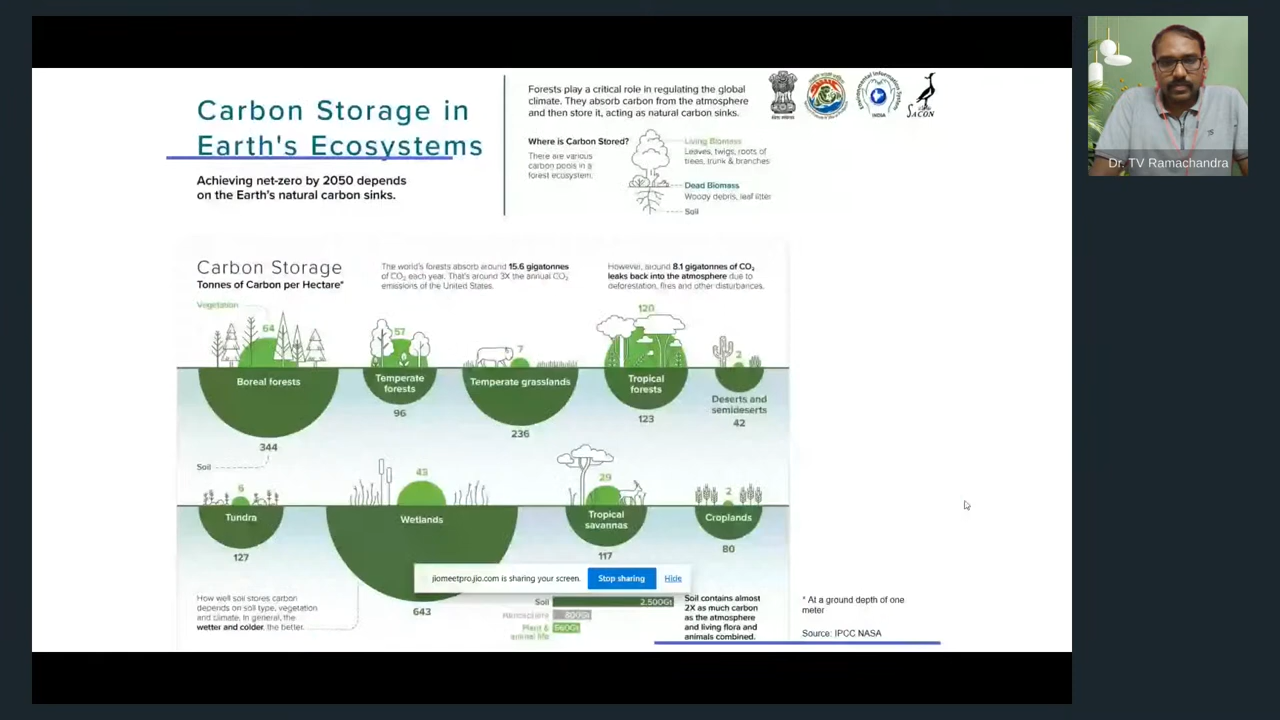 Carbon Storage in
Earth's Ecosystems
Achieving net-zero by 2050 depends
on the Earth's natural carbon sinks.
Forests play a critical role in regulating the global
climate. They absorb carbon from the atmosphere
and then store it, acting as natural carbon sinks.
Where is Carbon Stored?
There are various
carbon pools in a
forest ecosystem.
Living Biomass
Leaves, twigs, roots of
trees, trunk & branches
Dead Biomass
Woody debris, leaf litter
Soil
INDIA
SACON
Dr. TV Ramachandra
Carbon Storage
Tonnes of Carbon per Hectare*
The world's forests absorb around 15.6 gigatonnes
of CO₂ each year. That's around 3X the annual CO₂
emissions of the United States.
However, around 8.1 gigatonnes of CO₂
leaks back into the atmosphere due to
deforestation, fires and other disturbances.
Vegetation
64
57
7
120
2
Boreal forests
Temperate
forests
Temperate grasslands
Tropical
forests
Deserts and
semideserts
344
96
236
123
42
Soil
6
43
29
2
Tundra
Wetlands
Tropical
savannas
Croplands
127
643
117
80
jiomeetpro.jio.com is sharing your screen.
Stop sharing
Hide
How well soil stores carbon
depends on soil type, vegetation
and climate. In general, the
wetter and colder, the better.
Soil
2,500Gt
Plant &
animal life
560Gt
Soil contains almost
2X as much carbon
as the atmosphere
and living flora and
animals combined.
* At a ground depth of one
meter
Source: IPCC NASA